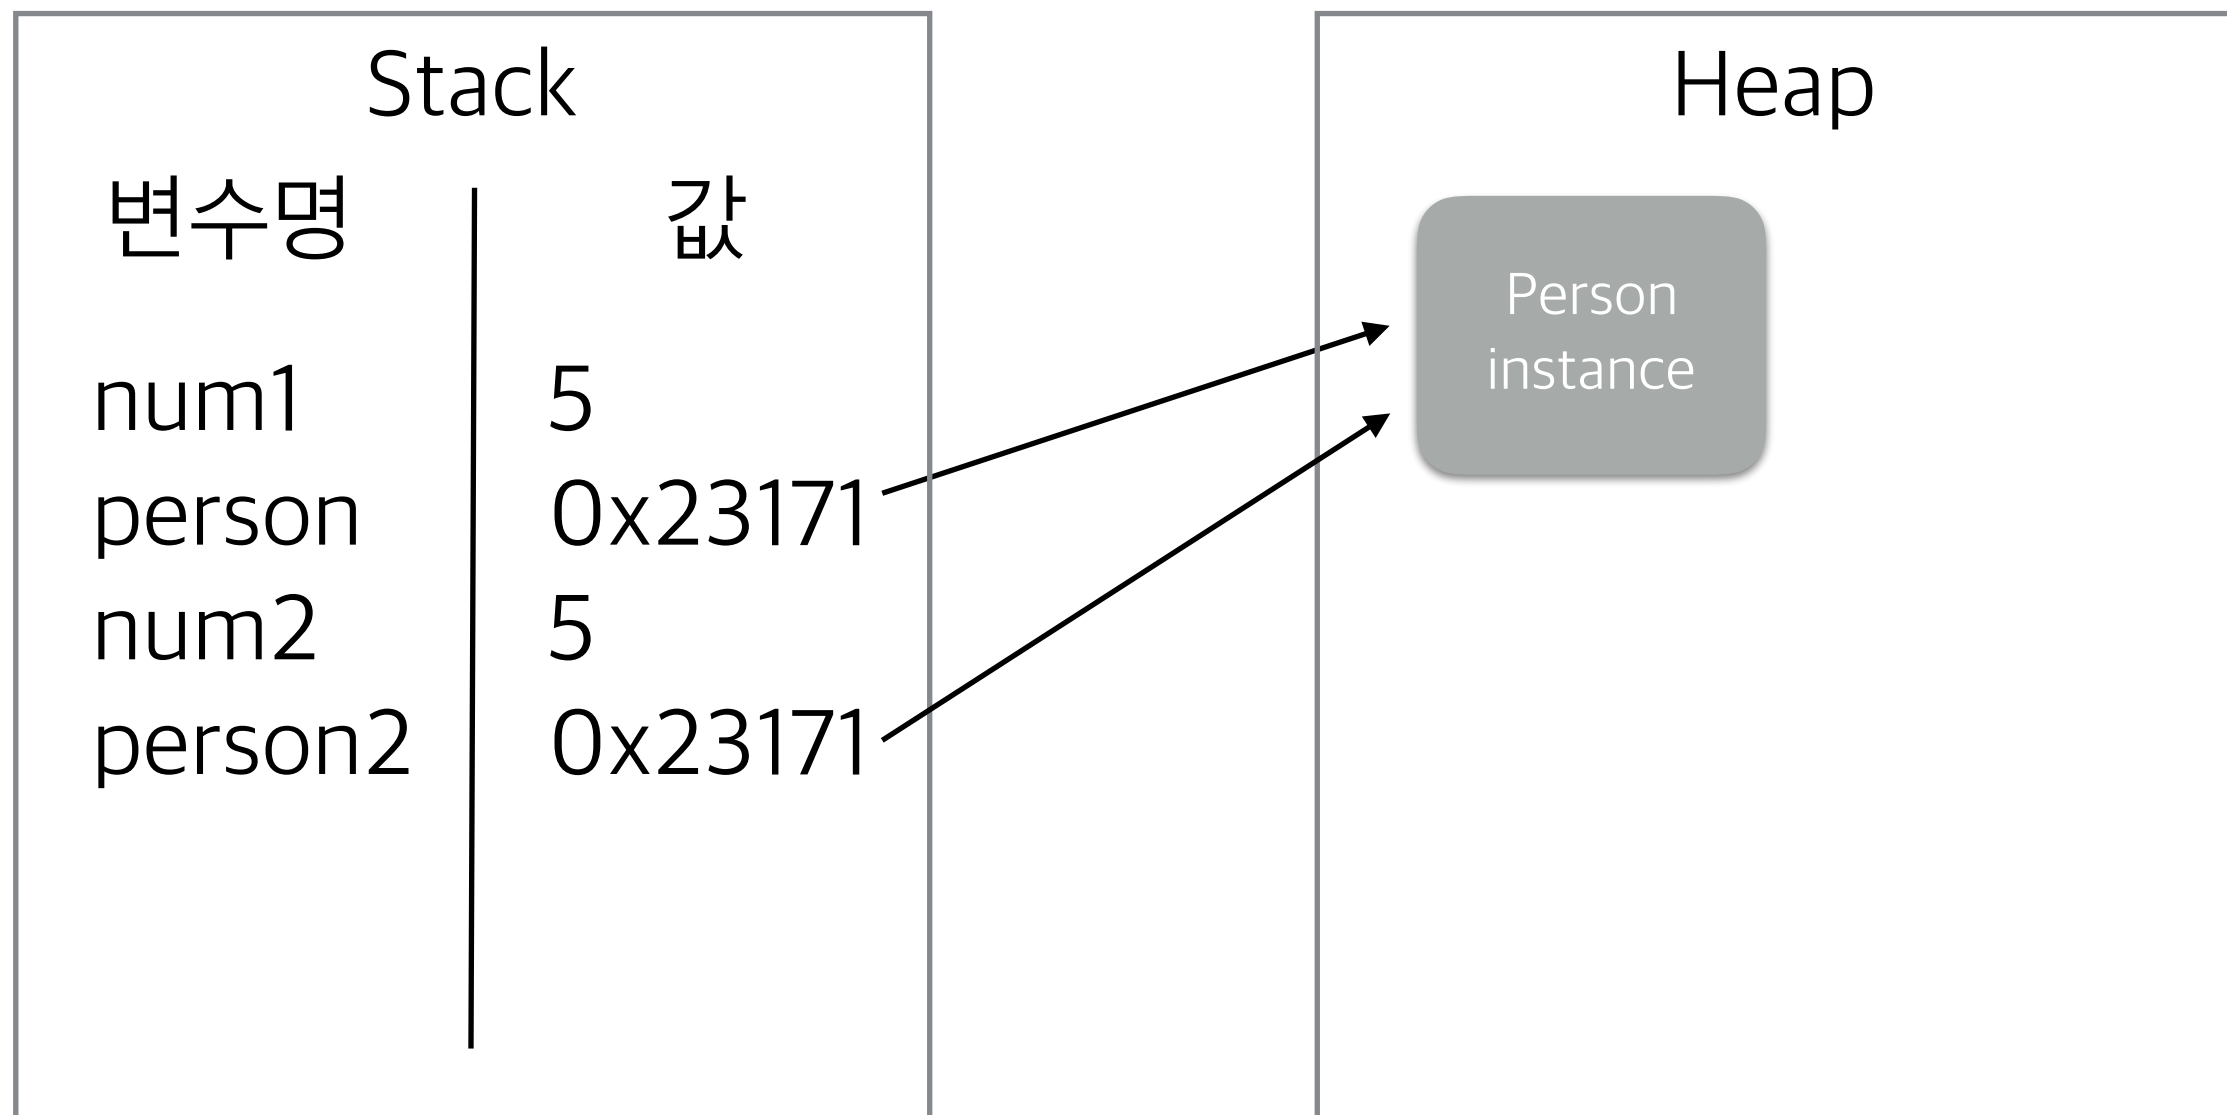 Stack
변수명 값
num1 5
person 0x23171
num2 5
person2 0x23171
Heap
Person
instance